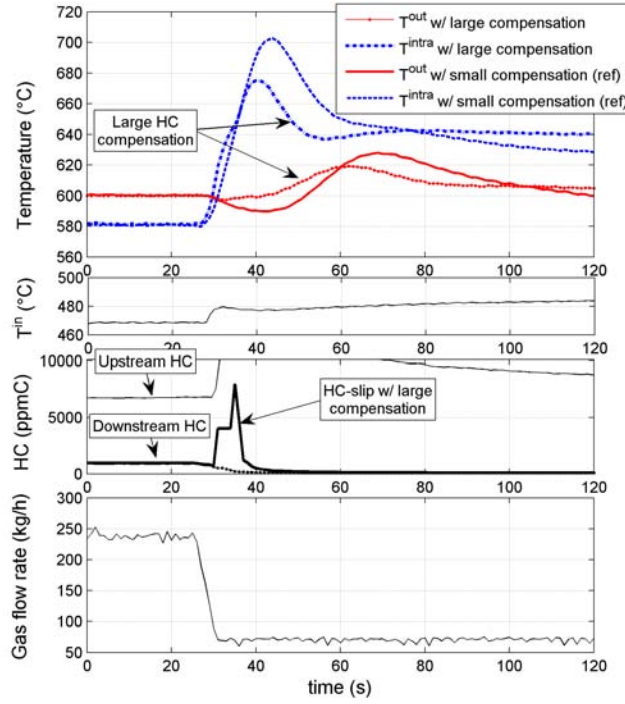 720
700
680
660
640
620
600
580
560
Temperature (°C)
T^out w/ large compensation
T^intra w/ large compensation
T^out w/ small compensation (ref)
T^intra w/ small compensation (ref)
Large HC
compensation
0 20 40 60 80 100 120
500
480
460
T^in (°C)
0 20 40 60 80 100 120
10000
5000
0
HC (ppmC)
Upstream HC
Downstream HC
HC-slip w/ large
compensation
0 20 40 60 80 100 120
300
250
200
150
100
50
Gas flow rate (kg/h)
0 20 40 60 80 100 120
time (s)